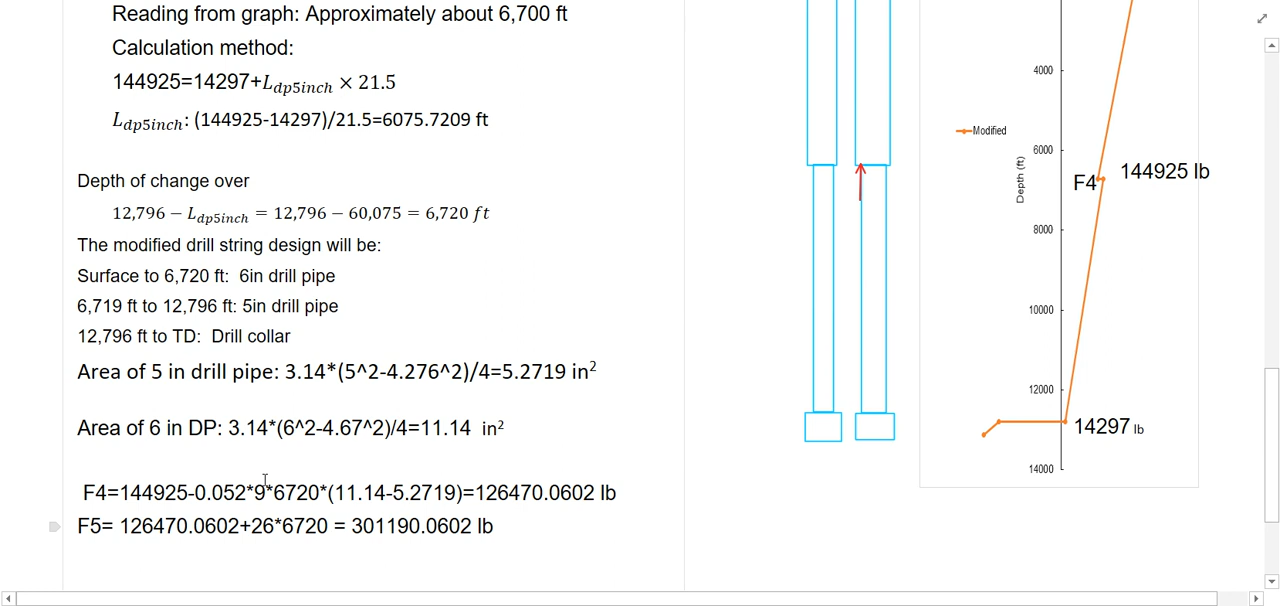 Reading from graph: Approximately about 6,700 ft
Calculation method:
144925=14297+L_dp5inch × 21.5
L_dp5inch: (144925-14297)/21.5=6075.7209 ft
Depth of change over
12,796 − L_dp5inch = 12,796 − 60,075 = 6,720 ft
The modified drill string design will be:
Surface to 6,720 ft:  6in drill pipe
6,719 ft to 12,796 ft: 5in drill pipe
12,796 ft to TD:  Drill collar
Area of 5 in drill pipe: 3.14*(5^2-4.276^2)/4=5.2719 in²
Area of 6 in DP: 3.14*(6^2-4.67^2)/4=11.14  in²
F4=144925-0.052*9*6720*(11.14-5.2719)=126470.0602 lb
F5= 126470.0602+26*6720 = 301190.0602 lb
4000
Modified
6000
Depth (ft)
F4
144925 lb
8000
10000
12000
14297 lb
14000